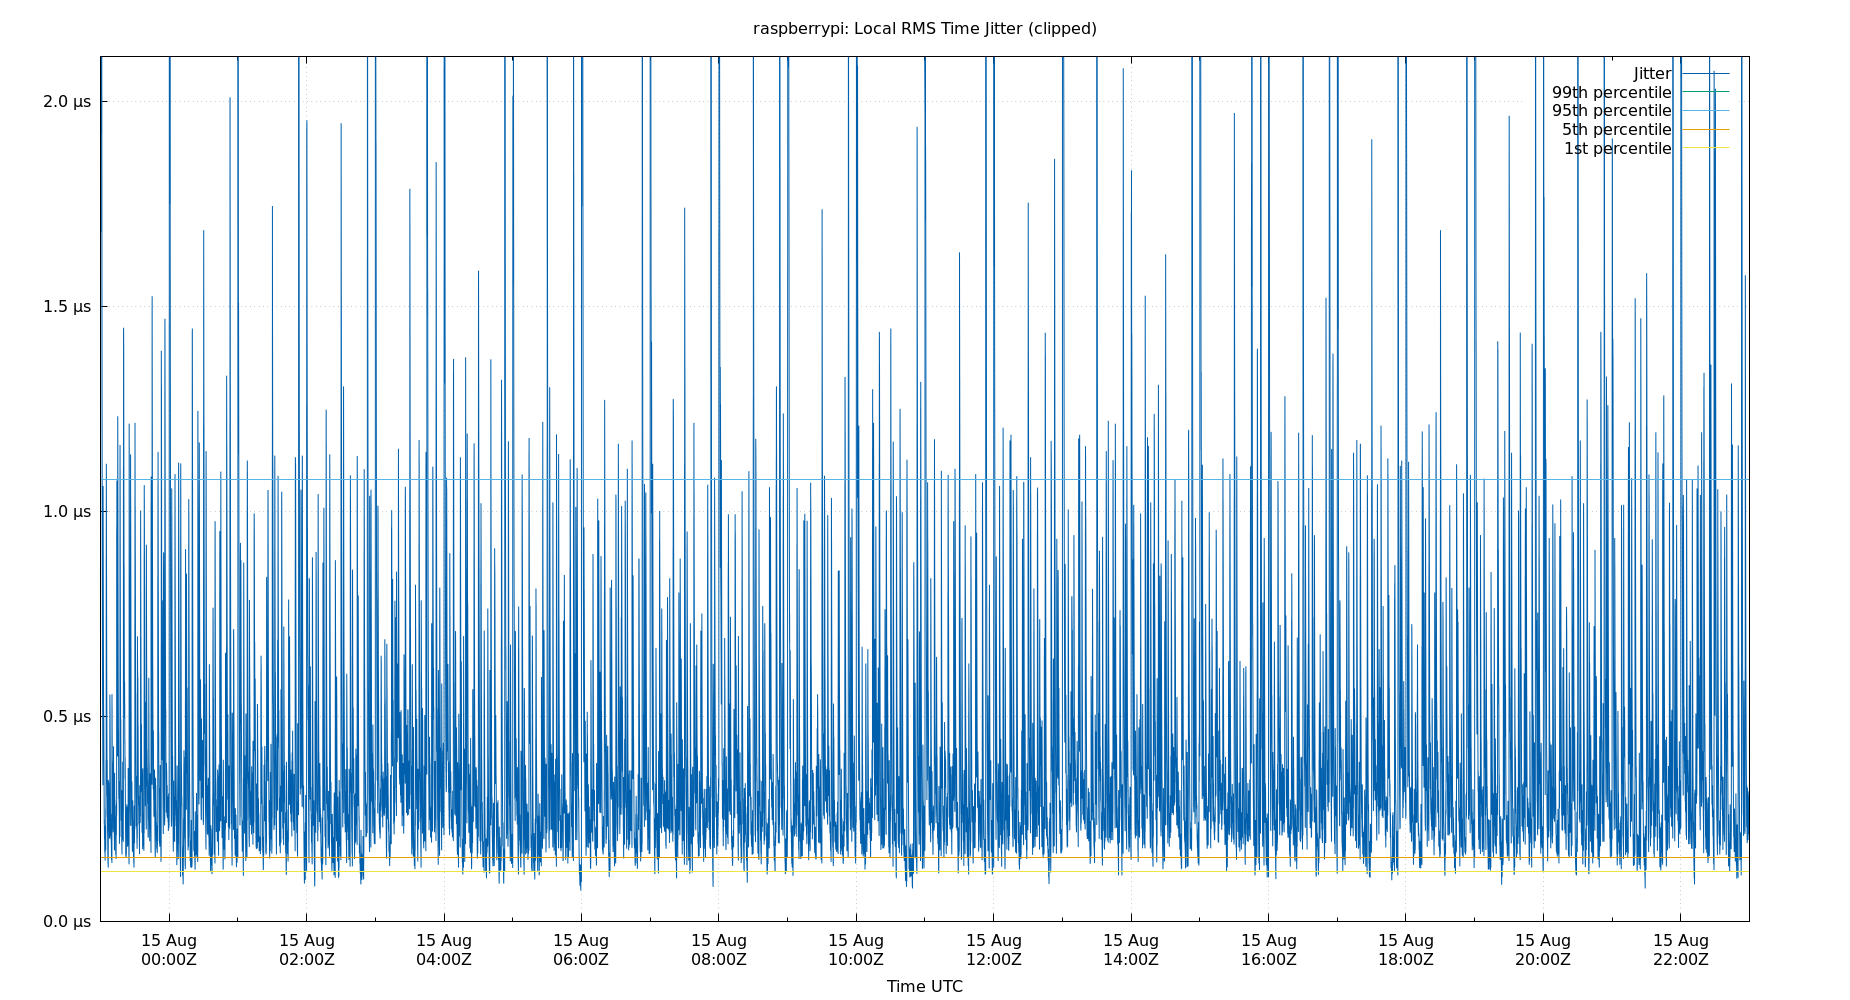 raspberrypi: Local RMS Time Jitter (clipped)
Jitter
99th percentile
95th percentile
5th percentile
1st percentile
2.0 µs
1.5 µs
1.0 µs
0.5 µs
0.0 µs
15 Aug 15 Aug 15 Aug 15 Aug 15 Aug 15 Aug 15 Aug 15 Aug 15 Aug 15 Aug 15 Aug 15 Aug
00:00Z 02:00Z 04:00Z 06:00Z 08:00Z 10:00Z 12:00Z 14:00Z 16:00Z 18:00Z 20:00Z 22:00Z
Time UTC